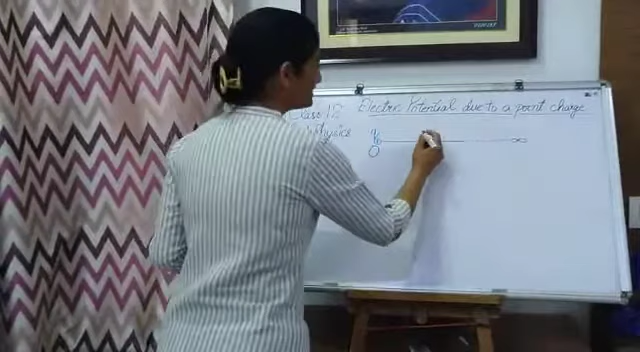 Class 12 Electric Potential due to a point charge
Physics
q
O ∞